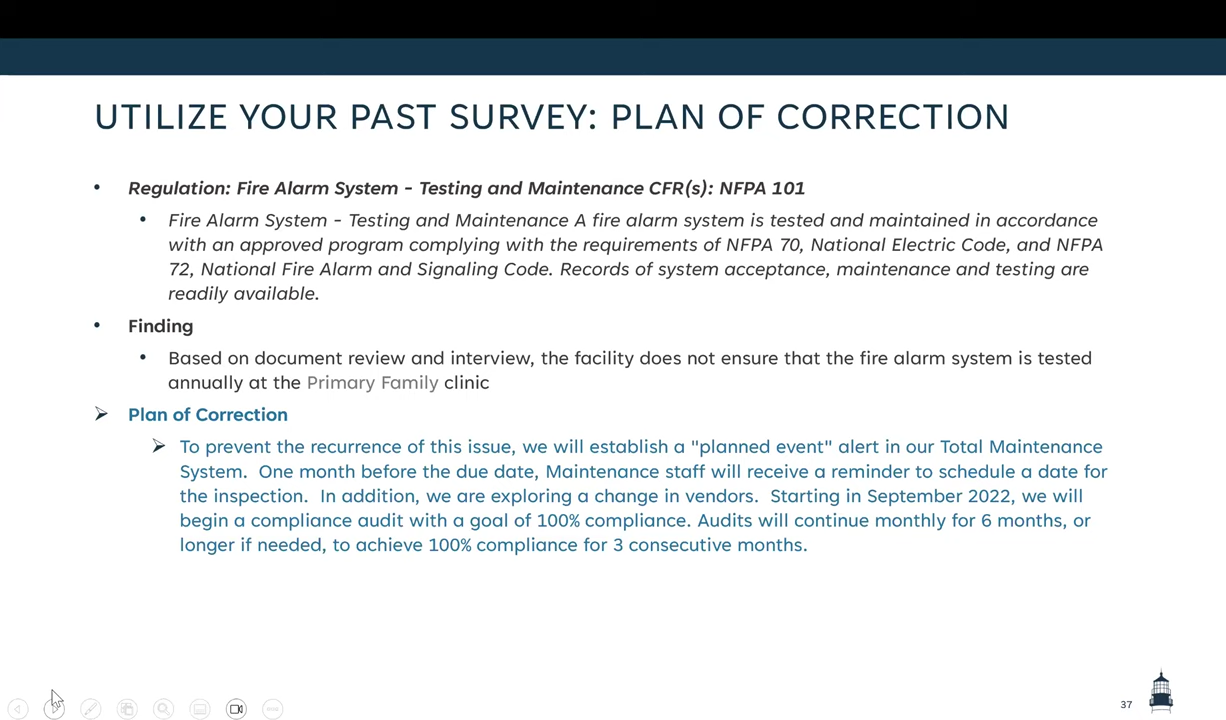 UTILIZE YOUR PAST SURVEY: PLAN OF CORRECTION
• Regulation: Fire Alarm System – Testing and Maintenance CFR(s): NFPA 101
• Fire Alarm System – Testing and Maintenance A fire alarm system is tested and maintained in accordance
with an approved program complying with the requirements of NFPA 70, National Electric Code, and NFPA
72, National Fire Alarm and Signaling Code. Records of system acceptance, maintenance and testing are
readily available.
• Finding
• Based on document review and interview, the facility does not ensure that the fire alarm system is tested
annually at the Primary Family clinic
➢ Plan of Correction
➢ To prevent the recurrence of this issue, we will establish a "planned event" alert in our Total Maintenance
System. One month before the due date, Maintenance staff will receive a reminder to schedule a date for
the inspection. In addition, we are exploring a change in vendors. Starting in September 2022, we will
begin a compliance audit with a goal of 100% compliance. Audits will continue monthly for 6 months, or
longer if needed, to achieve 100% compliance for 3 consecutive months.
37